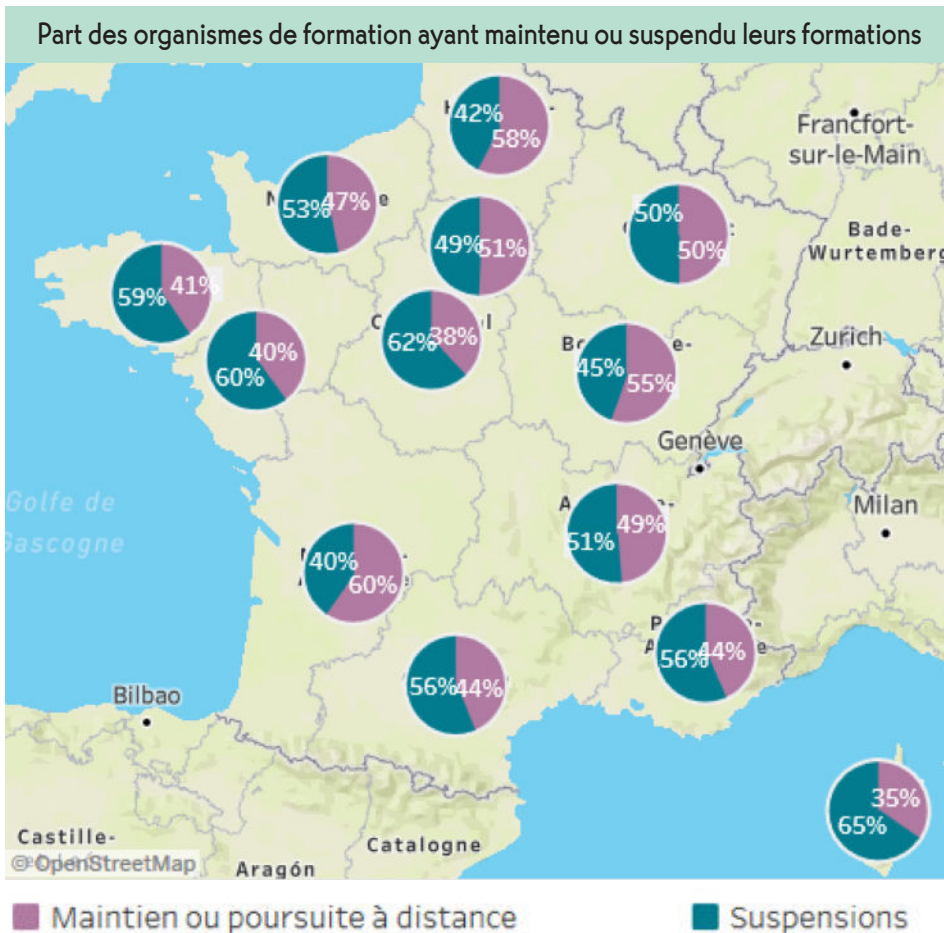 Part des organismes de formation ayant maintenu ou suspendu leurs formations
42%
58%
Francfort-
sur-le-Main
53%
47%
50%
50%
49%
51%
Bade-
Wurtemberg
59%
41%
62%
38%
Zurich
40%
60%
45%
55%
Genève
Golfe de
Gascogne
Milan
49%
51%
40%
60%
56%
44%
56%
44%
Bilbao
35%
65%
Castille-
Catalogne
© OpenStreetMap
Aragón
Maintien ou poursuite à distance
Suspensions